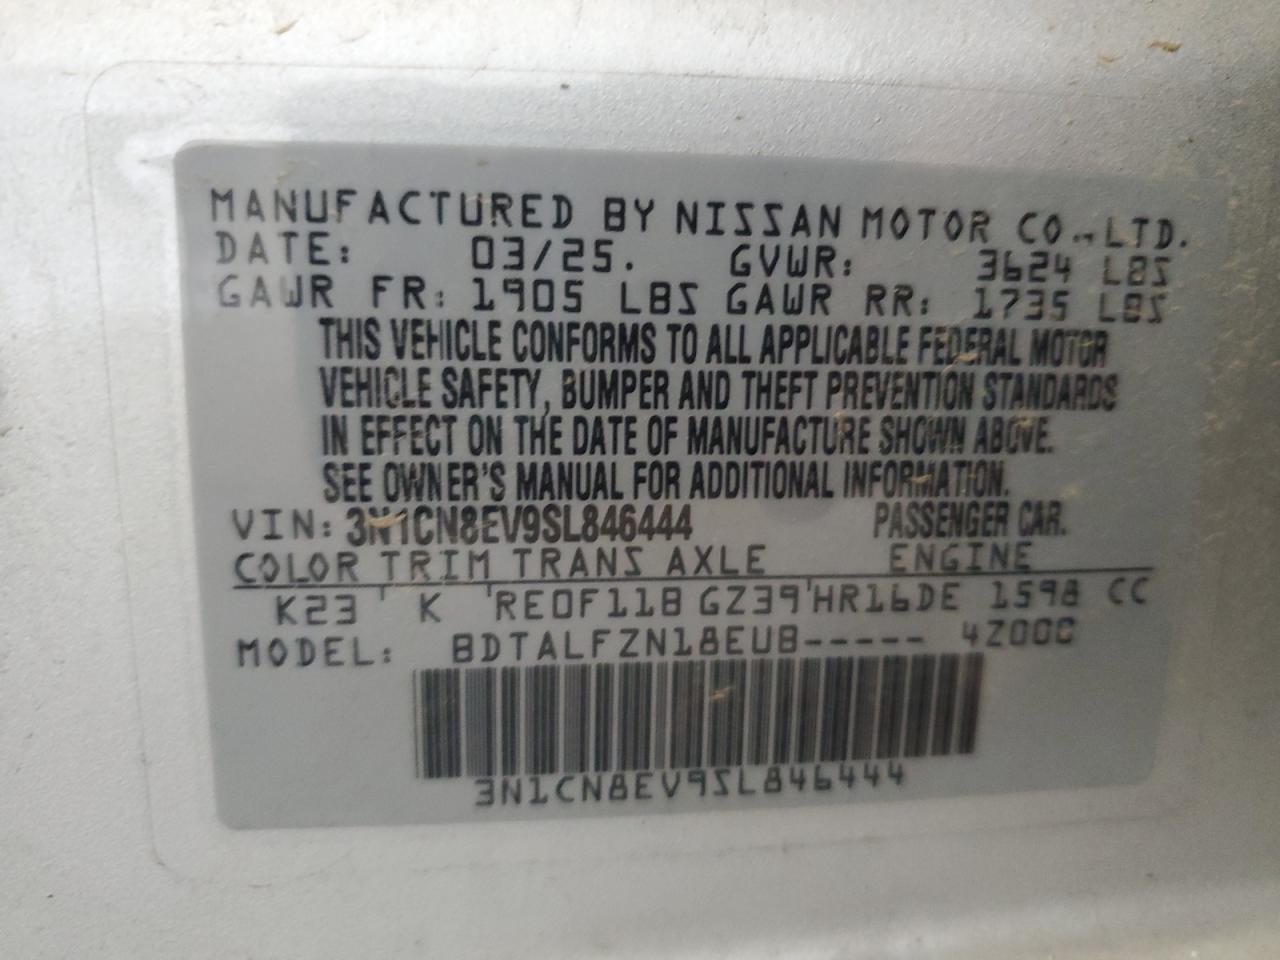 MANUFACTURED BY NISSAN MOTOR CO., LTD.
DATE: 03/25. GVWR: 3624 LBS
GAWR FR: 1905 LBS GAWR RR: 1735 LBS
THIS VEHICLE CONFORMS TO ALL APPLICABLE FEDERAL MOTOR
VEHICLE SAFETY, BUMPER AND THEFT PREVENTION STANDARDS
IN EFFECT ON THE DATE OF MANUFACTURE SHOWN ABOVE.
SEE OWNER'S MANUAL FOR ADDITIONAL INFORMATION.
VIN: 3N1CN8EV9SL846444 PASSENGER CAR.
COLOR TRIM TRANS AXLE ENGINE
K23 ' K 'RE0F11B GZ39'HR16DE 1598 CC
MODEL: BDTALFZN18EUB----- 4Z000
3N1CN8EV9SL846444